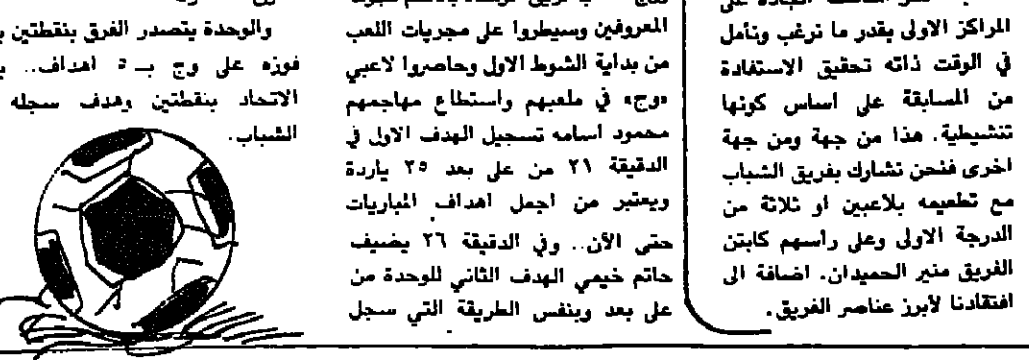 المراكز الاولى بقدر ما نرغب ونأمل
في الوقت ذاته تحقيق الاستفادة
من المسابقة على اساس كونها
تنشيطية. هذا من جهة ومن جهة
اخرى فنحن نشارك بفريق الشباب
مع تطعيمه بلاعبين او ثلاثة من
الدرجة الاولى وعلى راسهم كابتن
الفريق منير الحميدان. اضافة الى
افتقادنا لأبرز عناصر الفريق.
المعروفين وسيطروا على مجريات اللعب
من بداية الشوط الاول وحاصروا لاعبي
«وج» في ملعبهم واستطاع مهاجمهم
محمود اسامه تسجيل الهدف الاول في
الدقيقة ٢١ من على بعد ٢٥ ياردة
ويعتبر من اجمل اهداف المباريات
حتى الآن.. وفي الدقيقة ٢٦ يضيف
حاتم خيمي الهدف الثاني للوحدة من
على بعد وبنفس الطريقة التي سجل
والوحدة يتصدر الفرق بنقطتين
فوزه على وج بـ ٥ اهداف..
الاتحاد بنقطتين وهدف سجله
الشباب.